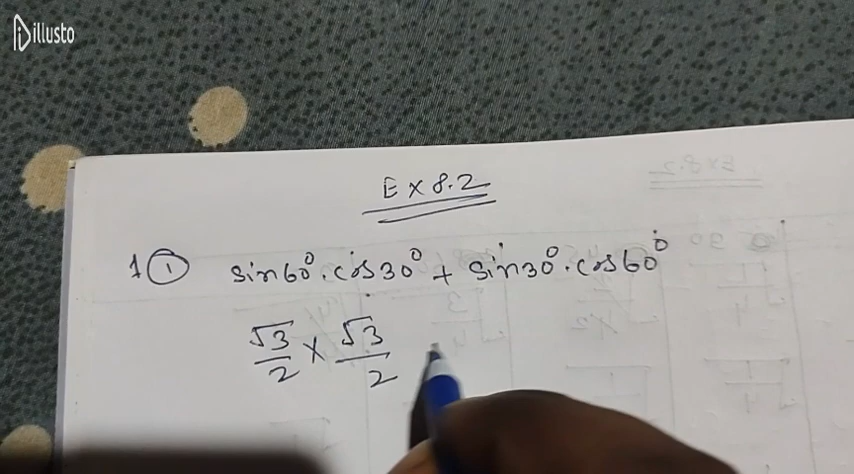 illusto
Ex 8.2
1 ① sin60°.cos30° + sin30°.cos60°
√3/2 × √3/2